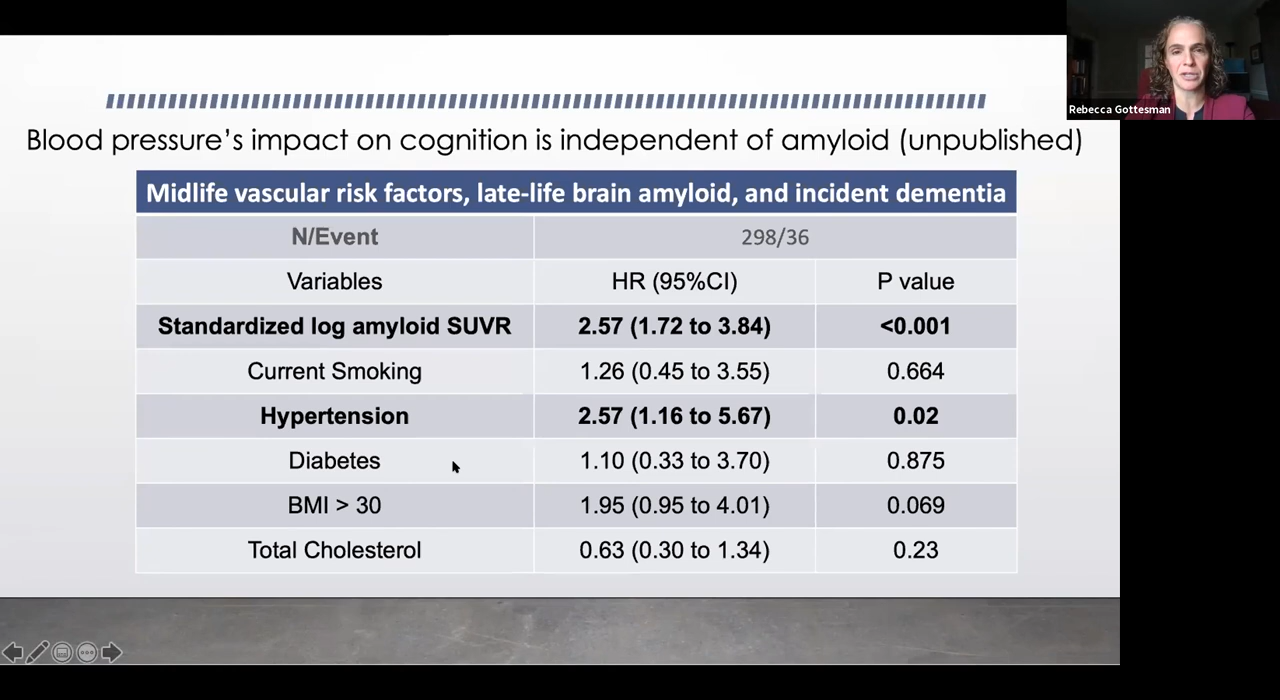 Rebecca Gottesman
Blood pressure’s impact on cognition is independent of amyloid (unpublished)
Midlife vascular risk factors, late-life brain amyloid, and incident dementia
N/Event 298/36
Variables HR (95%CI) P value
Standardized log amyloid SUVR 2.57 (1.72 to 3.84) <0.001
Current Smoking 1.26 (0.45 to 3.55) 0.664
Hypertension 2.57 (1.16 to 5.67) 0.02
Diabetes 1.10 (0.33 to 3.70) 0.875
BMI > 30 1.95 (0.95 to 4.01) 0.069
Total Cholesterol 0.63 (0.30 to 1.34) 0.23